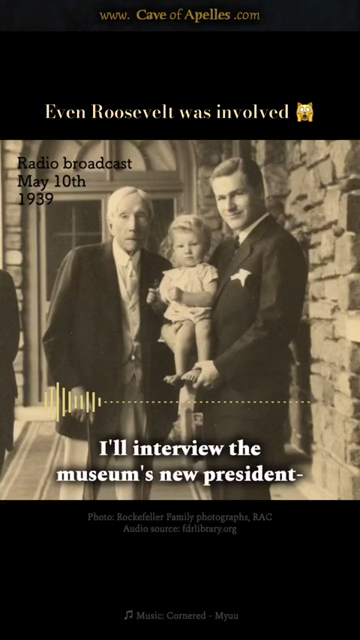 www. Cave of Apelles .com
Even Roosevelt was involved 🙀
Radio broadcast
May 10th
1939
I'll interview the
museum's new president-
Photo: Rockefeller Family photographs, RAC
Audio source: fdrlibrary.org
🎵 Music: Cornered - Myuu